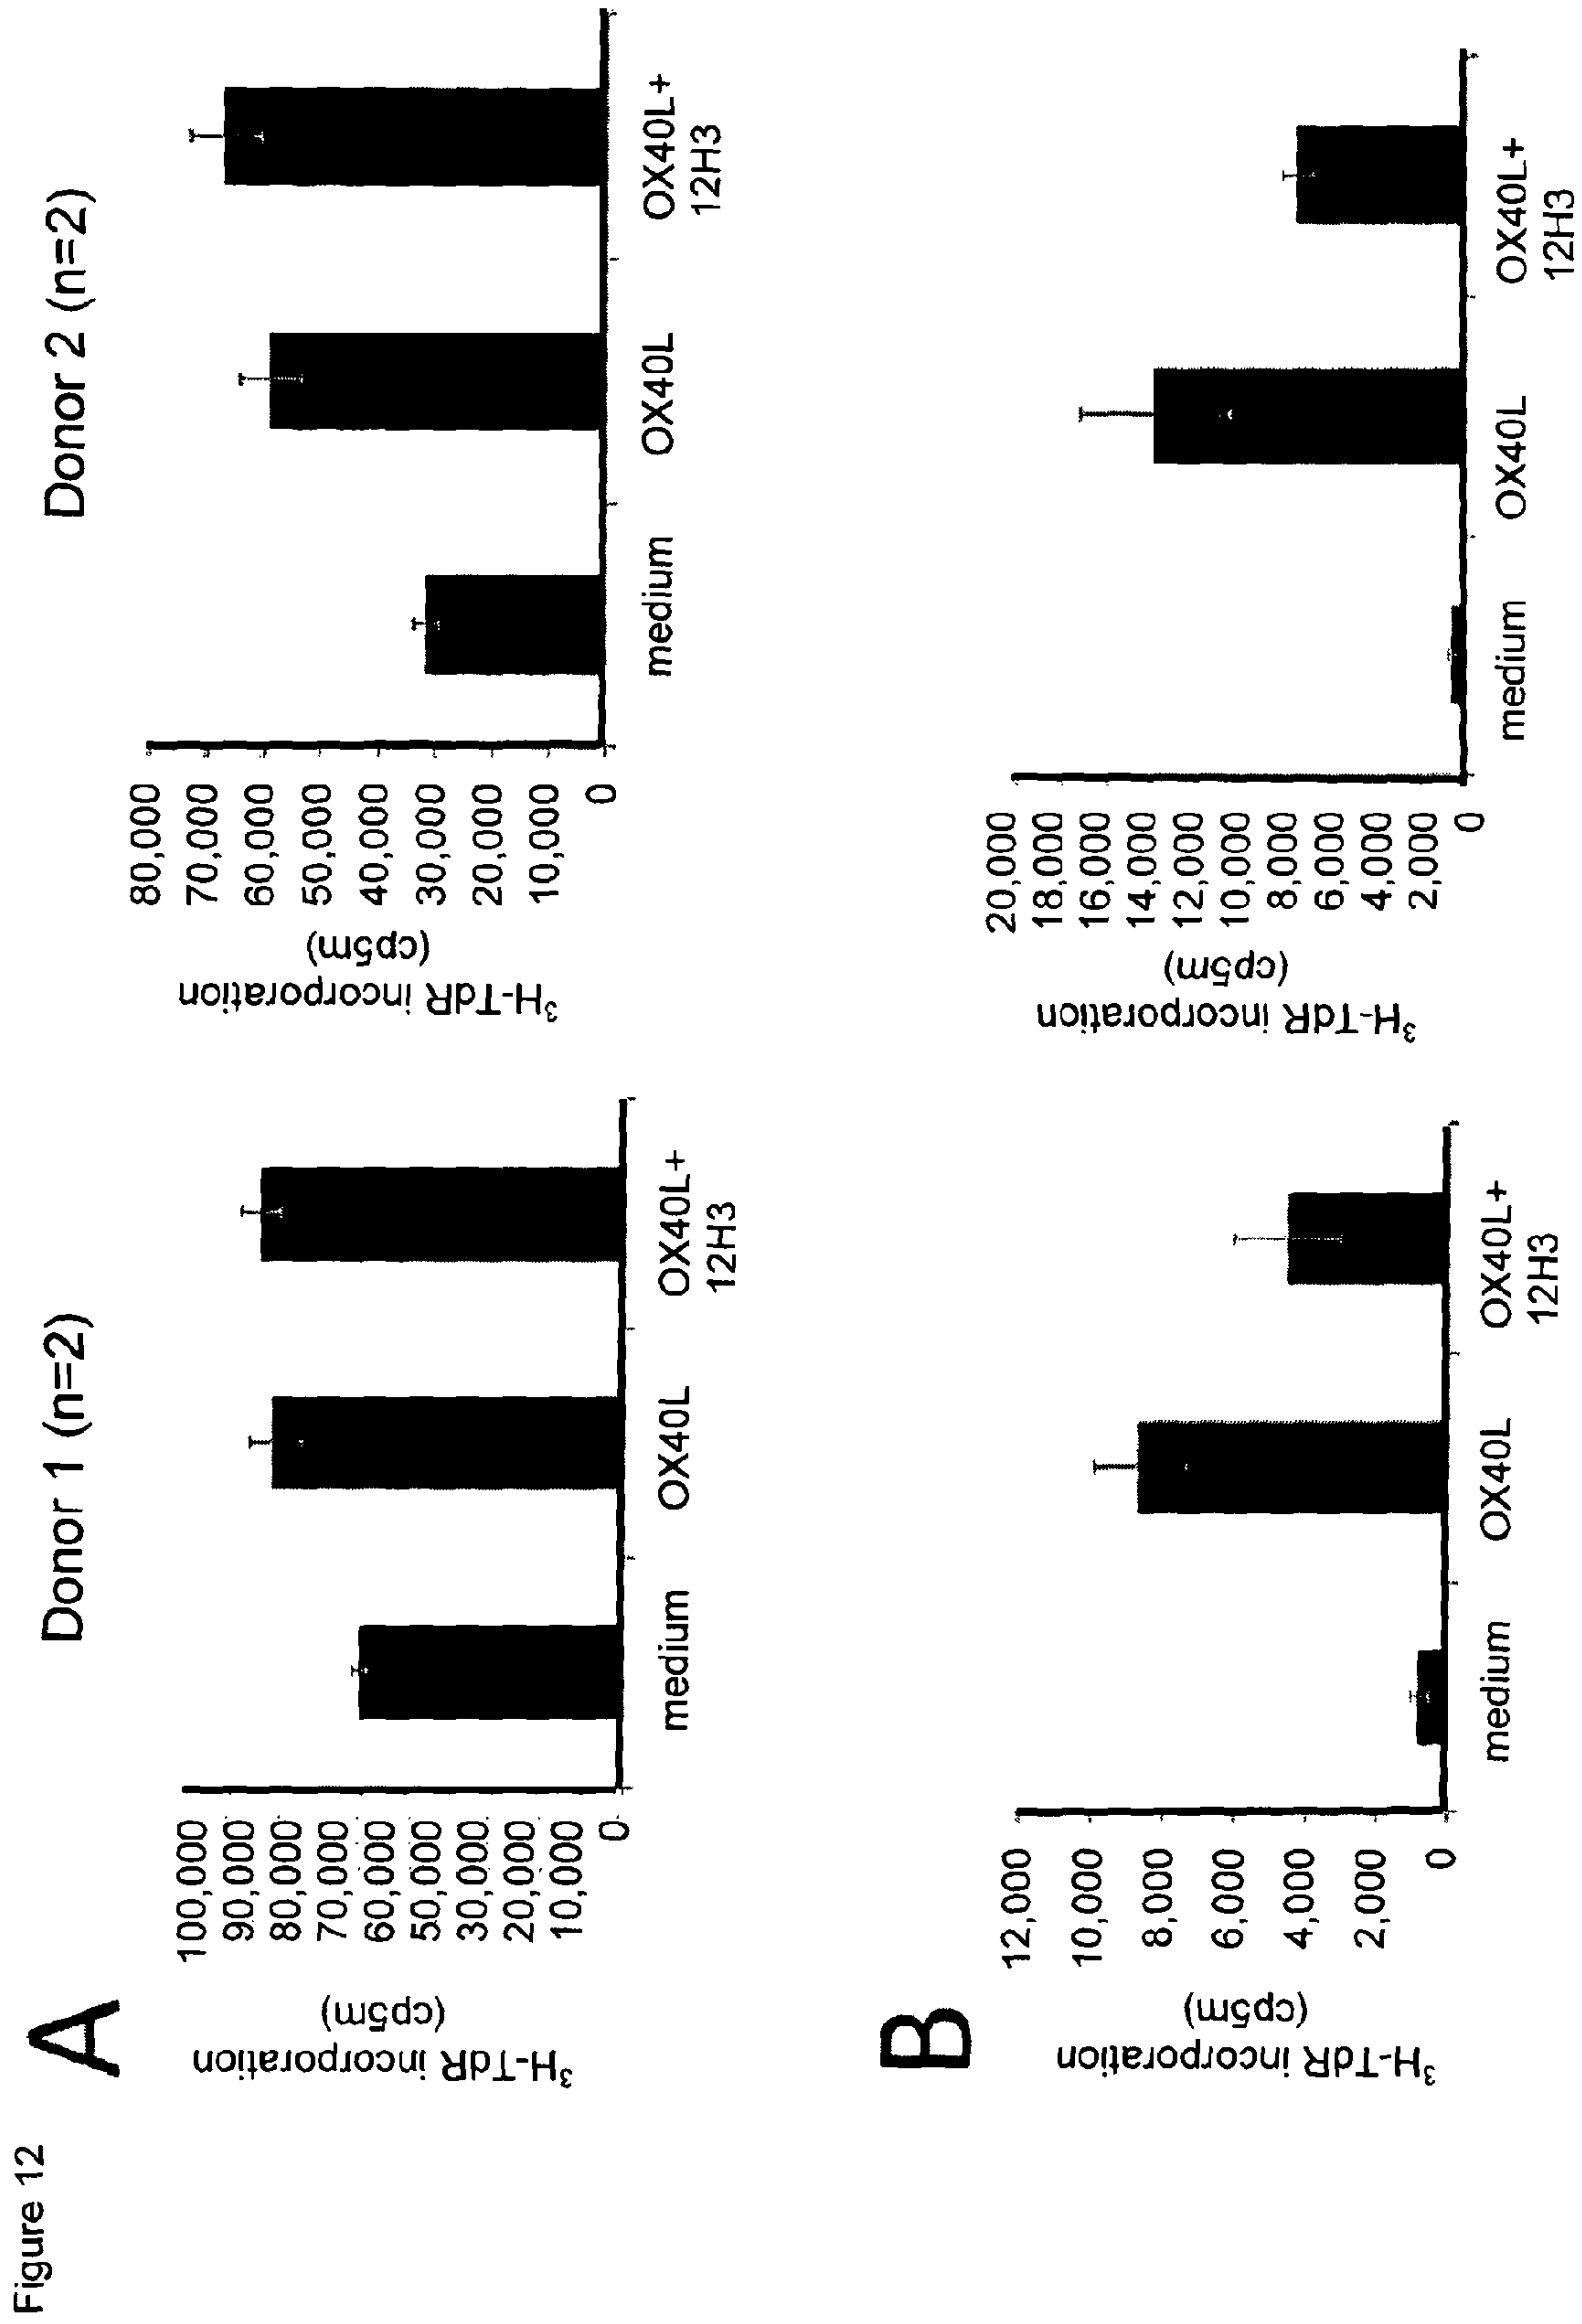 Figure 12
Donor 1 (n=2)
Donor 2 (n=2)
A
³H-TdR incorporation
(cp5m)
100,000
90,000
80,000
70,000
60,000
50,000
40,000
30,000
20,000
10,000
0
medium
OX40L
OX40L+
12H3
³H-TdR incorporation
(cp5m)
80,000
70,000
60,000
50,000
40,000
30,000
20,000
10,000
0
medium
OX40L
OX40L+
12H3
B
³H-TdR incorporation
(cp5m)
12,000
10,000
8,000
6,000
4,000
2,000
0
medium
OX40L
OX40L+
12H3
³H-TdR incorporation
(cp5m)
20,000
18,000
16,000
14,000
12,000
10,000
8,000
6,000
4,000
2,000
0
medium
OX40L
OX40L+
12H3